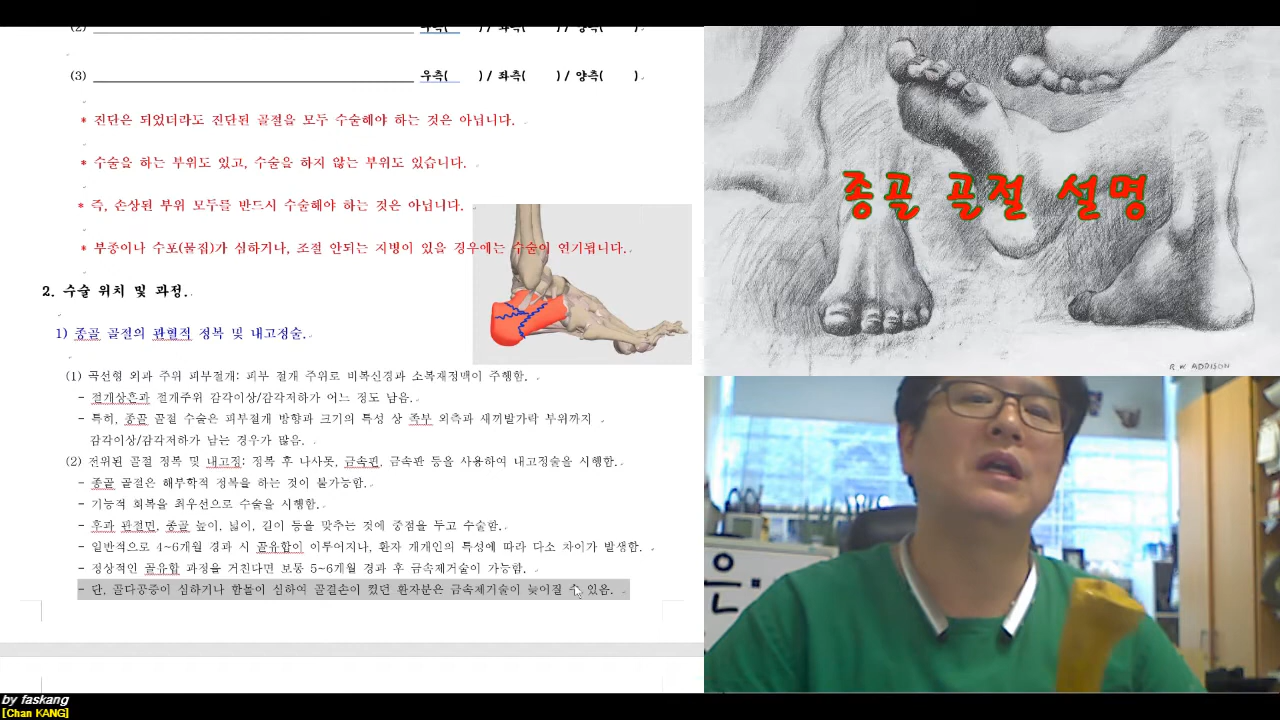 (2) 우측( ) / 좌측( ) / 양측( )
(3) 우측( ) / 좌측( ) / 양측( )
* 진단은 되었더라도 진단된 골절을 모두 수술해야 하는 것은 아닙니다.
* 수술을 하는 부위도 있고, 수술을 하지 않는 부위도 있습니다.
* 즉, 손상된 부위 모두를 반드시 수술해야 하는 것은 아닙니다.
* 부종이나 수포(물집)가 심하거나, 조절 안되는 지병이 있을 경우에는 수술이 연기됩니다.
2. 수술 위치 및 과정.
1) 종골 골절의 관혈적 정복 및 내고정술.
(1) 곡선형 외과 주위 피부절개: 피부 절개 주위로 비복신경과 소복재정맥이 주행함.
- 절개상흔과 절개주위 감각이상/감각저하가 어느 정도 남음.
- 특히, 종골 골절 수술은 피부절개 방향과 크기의 특성 상 족부 외측과 새끼발가락 부위까지
감각이상/감각저하가 남는 경우가 많음.
(2) 전위된 골절 정복 및 내고정: 정복 후 나사못, 금속핀, 금속판 등을 사용하여 내고정술을 시행함.
- 종골 골절은 해부학적 정복을 하는 것이 불가능함.
- 기능적 회복을 최우선으로 수술을 시행함.
- 후과 관절면, 종골 높이, 넓이, 길이 등을 맞추는 것에 중점을 두고 수술함.
- 일반적으로 4~6개월 경과 시 골유합이 이루어지나, 환자 개개인의 특성에 따라 다소 차이가 발생함.
- 정상적인 골유합 과정을 거친다면 보통 5~6개월 경과 후 금속제거술이 가능함.
- 단, 골다공증이 심하거나 함몰이 심하여 골결손이 컸던 환자분은 금속제거술이 늦어질 수 있음.
종골 골절 설명
R W ADDISON
은.
by faskang
[Chan KANG]